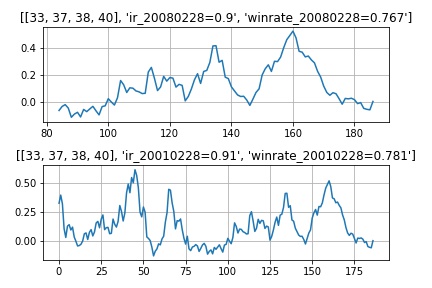 [[33, 37, 38, 40], 'ir_20080228=0.9', 'winrate_20080228=0.767']
0.4
0.2
0.0
80 100 120 140 160 180
[[33, 37, 38, 40], 'ir_20010228=0.91', 'winrate_20010228=0.781']
0.50
0.25
0.00
0 25 50 75 100 125 150 175